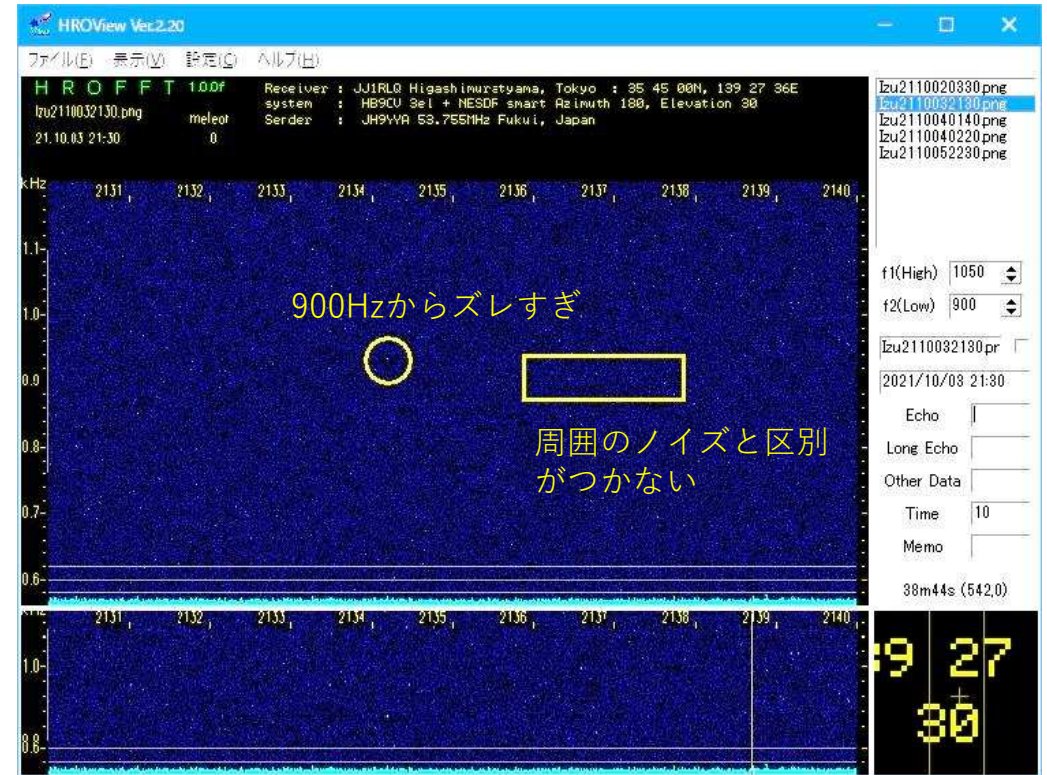 HROView Ver.2.20
ファイル(F) 表示(V) 設定(C) ヘルプ(H)
H R O F F T 1.0.0f
Izu2110032130.png
meleot
21.10.03 21:30 0
Receiver : JJ1RLQ Higashimuratyama, Tokyo : 35 45 00N, 139 27 36E
system : HB9CV 3el + NESDF smart Azimuth 180, Elevation 30
Serder : JH9YYA 53.755MHz Fukui, Japan
kHz 2131 2132 2133 2134 2135 2136 2137 2138 2139 2140
1.1
1.0
0.9
0.8
0.7
0.6
900Hzからズレすぎ
周囲のノイズと区別
がつかない
2131 2132 2133 2134 2135 2136 2137 2138 2139 2140
1.0
Izu2110020330.png
Izu2110032130.png
Izu2110040140.png
Izu2110040220.png
Izu2110052230.png
f1(High) 1050
f2(Low) 900
Izu2110032130.pr
2021/10/03 21:30
Echo
Long Echo
Other Data
Time 10
Memo
38m44s (542,0)
9 27
30